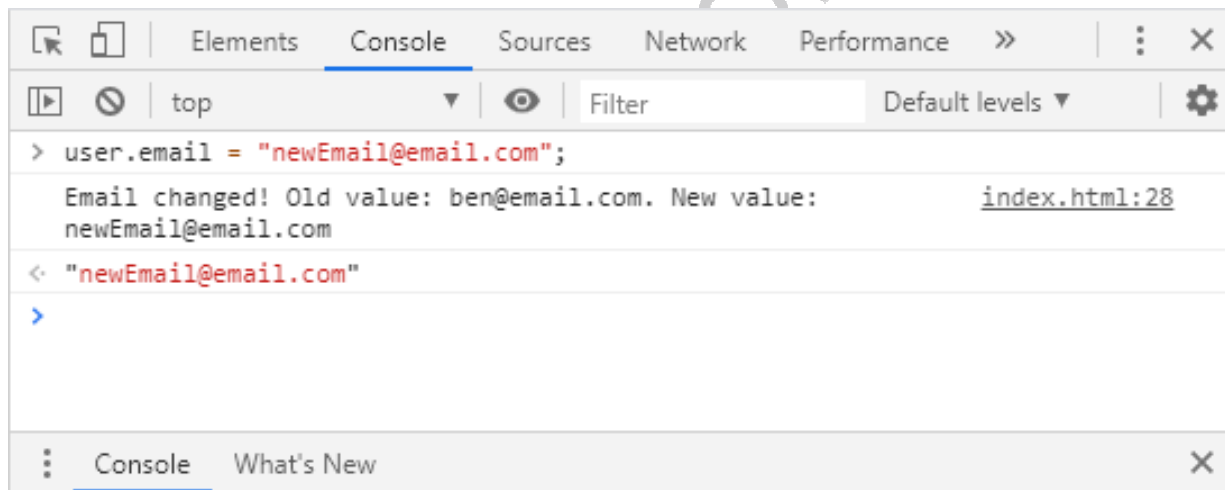 Elements Console Sources Network Performance »
top Filter Default levels
> user.email = "newEmail@email.com";
Email changed! Old value: ben@email.com. New value: index.html:28
newEmail@email.com
"newEmail@email.com"
>
Console What's New